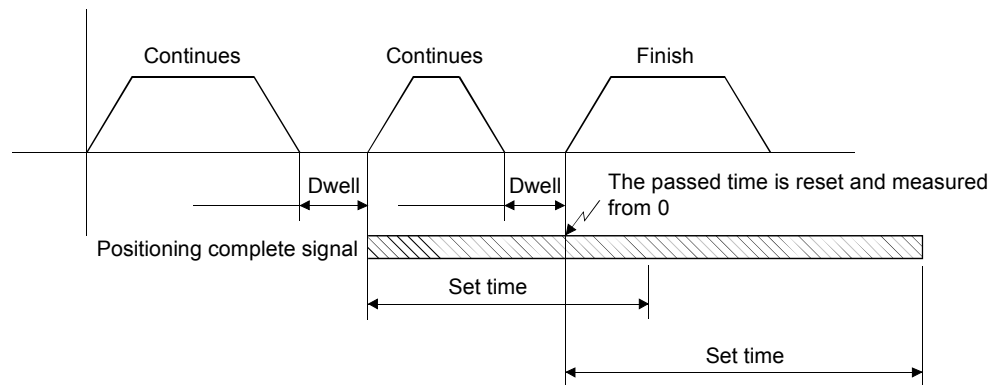 Continues
Continues
Finish
Dwell
Dwell
The passed time is reset and measured
from 0
Positioning complete signal
Set time
Set time